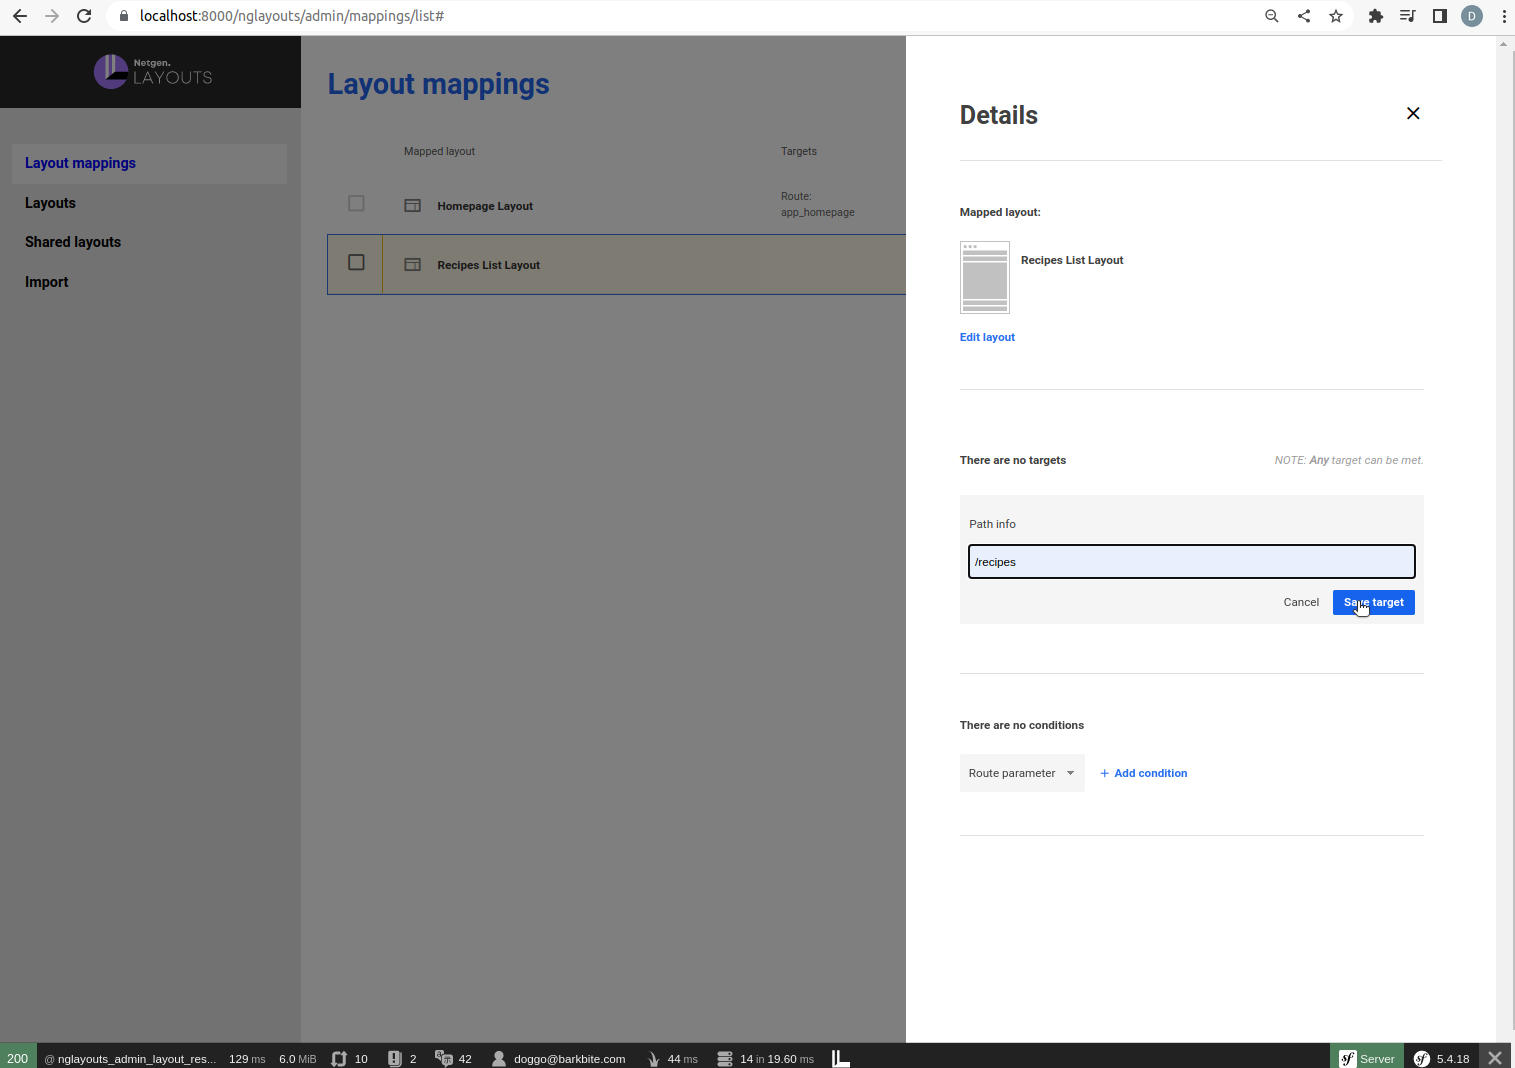 localhost:8000/nglayouts/admin/mappings/list#
D
Netgen.
LAYOUTS
Layout mappings
Layouts
Shared layouts
Import
Layout mappings
Mapped layout
Targets
Homepage Layout
Route:
app_homepage
Recipes List Layout
Details
Mapped layout:
Recipes List Layout
Edit layout
There are no targets
NOTE: Any target can be met.
Path info
/recipes
Cancel
Save target
There are no conditions
Route parameter
+ Add condition
200 @ nglayouts_admin_layout_res... 129 ms 6.0 MiB 10 2 42 doggo@barkbite.com 44 ms 14 in 19.60 ms sf Server sf 5.4.18